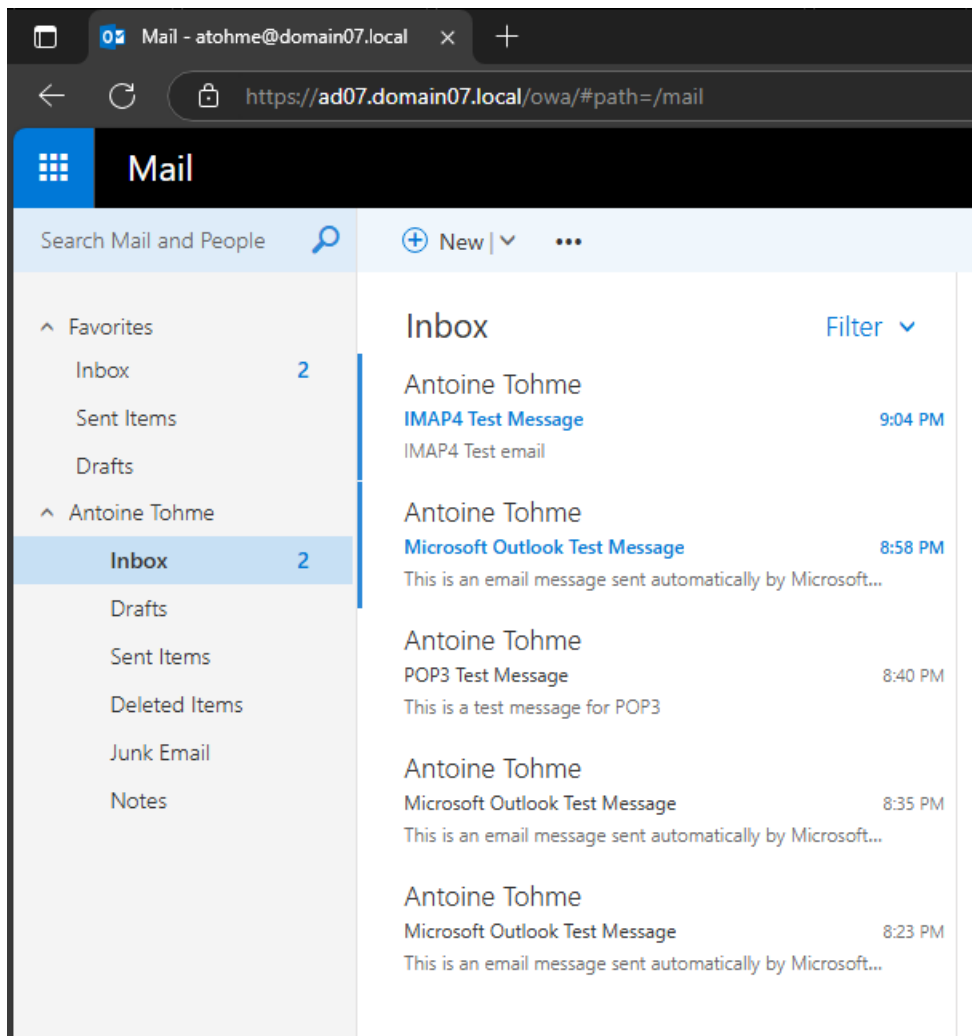 Mail - atohme@domain07.local
https://ad07.domain07.local/owa/#path=/mail
Mail
Search Mail and People
New
Favorites
Inbox 2
Sent Items
Drafts
Antoine Tohme
Inbox 2
Drafts
Sent Items
Deleted Items
Junk Email
Notes
Inbox Filter
Antoine Tohme
IMAP4 Test Message 9:04 PM
IMAP4 Test email
Antoine Tohme
Microsoft Outlook Test Message 8:58 PM
This is an email message sent automatically by Microsoft...
Antoine Tohme
POP3 Test Message 8:40 PM
This is a test message for POP3
Antoine Tohme
Microsoft Outlook Test Message 8:35 PM
This is an email message sent automatically by Microsoft...
Antoine Tohme
Microsoft Outlook Test Message 8:23 PM
This is an email message sent automatically by Microsoft...